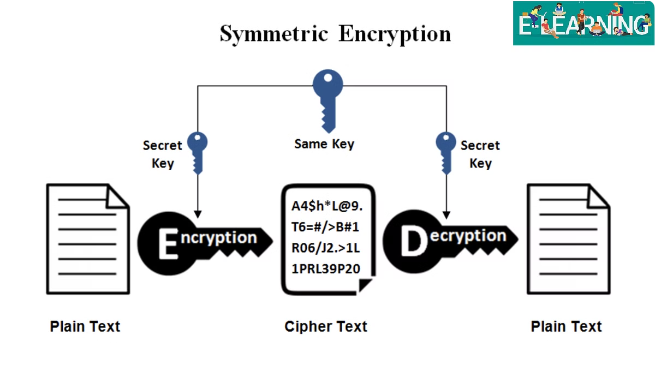 E-LEARNING
Symmetric Encryption
Secret
Key
Same Key
Secret
Key
Encryption
A4$h*L@9.
T6=#/>B#1
R06/J2.>1L
1PRL39P20
Decryption
Plain Text
Cipher Text
Plain Text